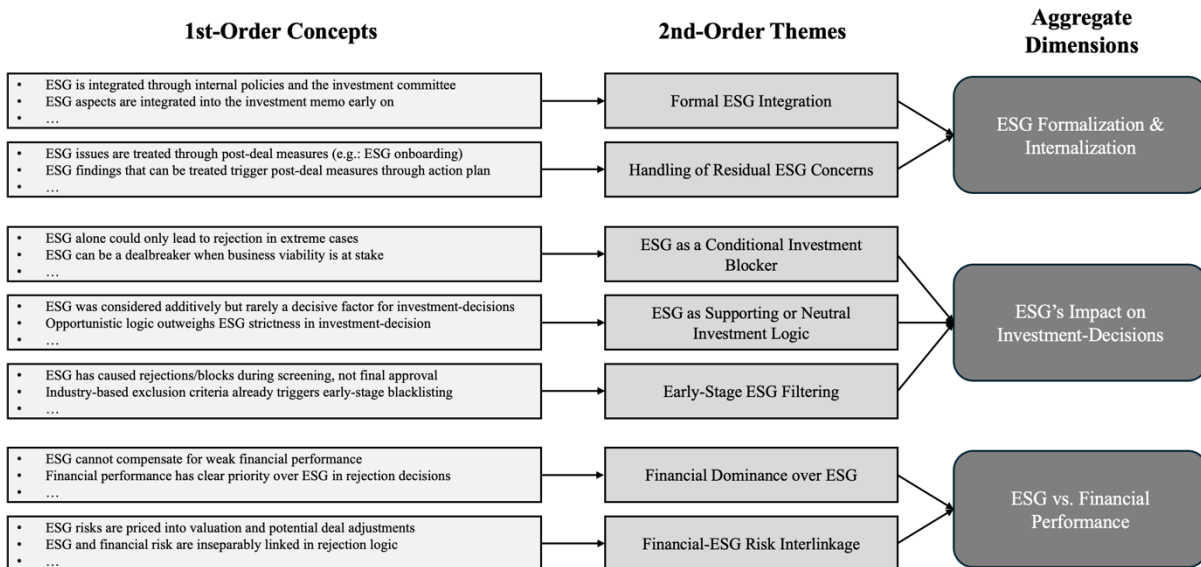 1st-Order Concepts
2nd-Order Themes
Aggregate
Dimensions
• ESG is integrated through internal policies and the investment committee
• ESG aspects are integrated into the investment memo early on
• …
Formal ESG Integration
• ESG issues are treated through post-deal measures (e.g.: ESG onboarding)
• ESG findings that can be treated trigger post-deal measures through action plan
• …
Handling of Residual ESG Concerns
ESG Formalization &
Internalization
• ESG alone could only lead to rejection in extreme cases
• ESG can be a dealbreaker when business viability is at stake
• …
ESG as a Conditional Investment
Blocker
• ESG was considered additively but rarely a decisive factor for investment-decisions
• Opportunistic logic outweighs ESG strictness in investment-decision
• …
ESG as Supporting or Neutral
Investment Logic
• ESG has caused rejections/blocks during screening, not final approval
• Industry-based exclusion criteria already triggers early-stage blacklisting
• …
Early-Stage ESG Filtering
ESG’s Impact on
Investment-Decisions
• ESG cannot compensate for weak financial performance
• Financial performance has clear priority over ESG in rejection decisions
• …
Financial Dominance over ESG
• ESG risks are priced into valuation and potential deal adjustments
• ESG and financial risk are inseparably linked in rejection logic
• …
Financial-ESG Risk Interlinkage
ESG vs. Financial
Performance